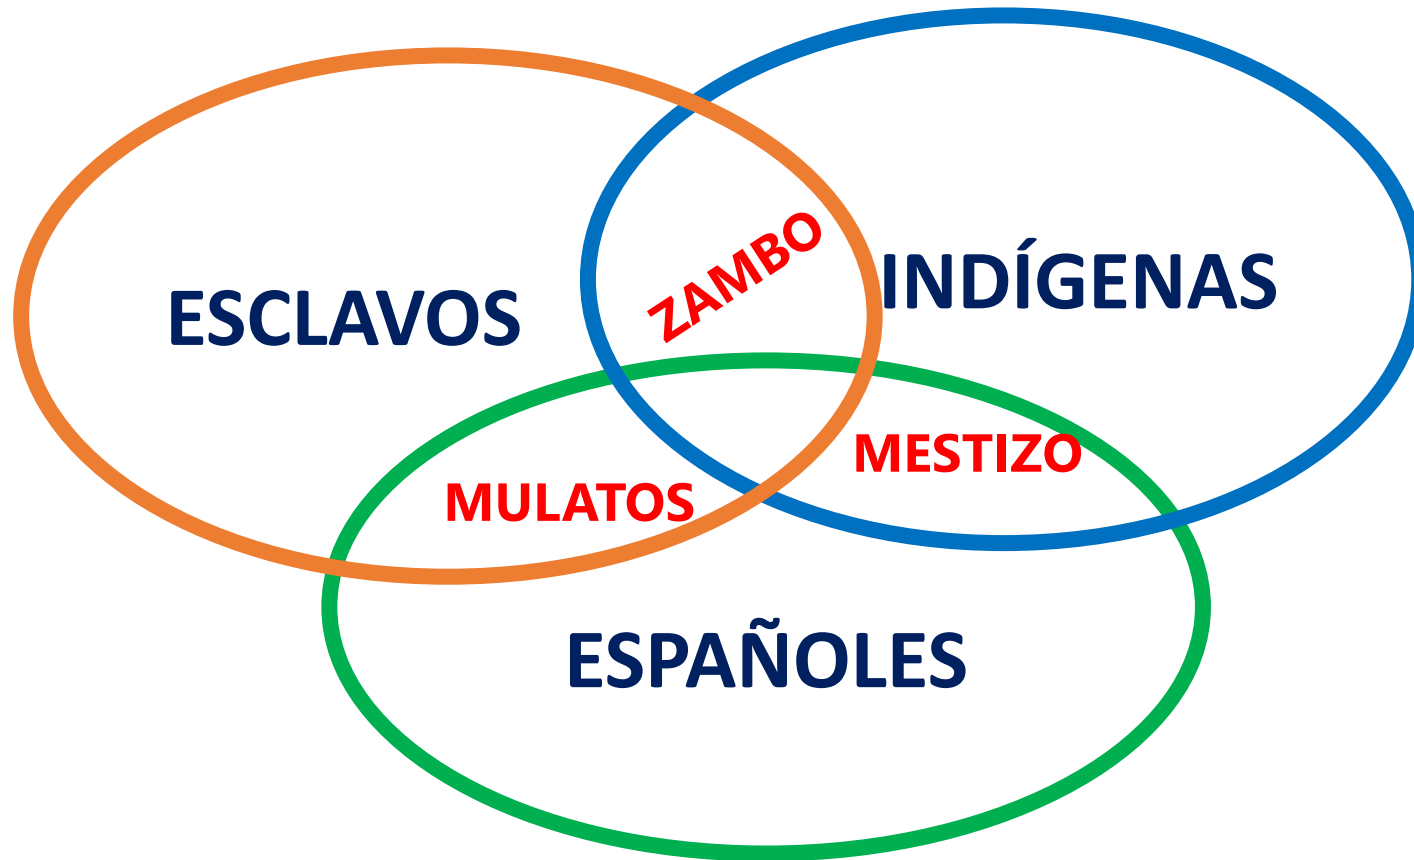 ZAMBO
INDÍGENAS
ESCLAVOS
MESTIZO
MULATOS
ESPAÑOLES